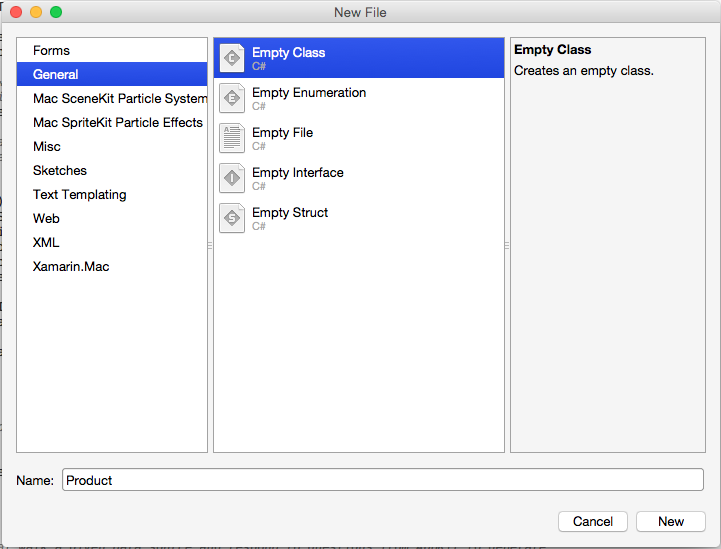 New File
Forms
General
Mac SceneKit Particle System
Mac SpriteKit Particle Effects
Misc
Sketches
Text Templating
Web
XML
Xamarin.Mac
Empty Class
C#
Empty Enumeration
C#
Empty File
C#
Empty Interface
C#
Empty Struct
C#
Empty Class
Creates an empty class.
Name: Product
Cancel New